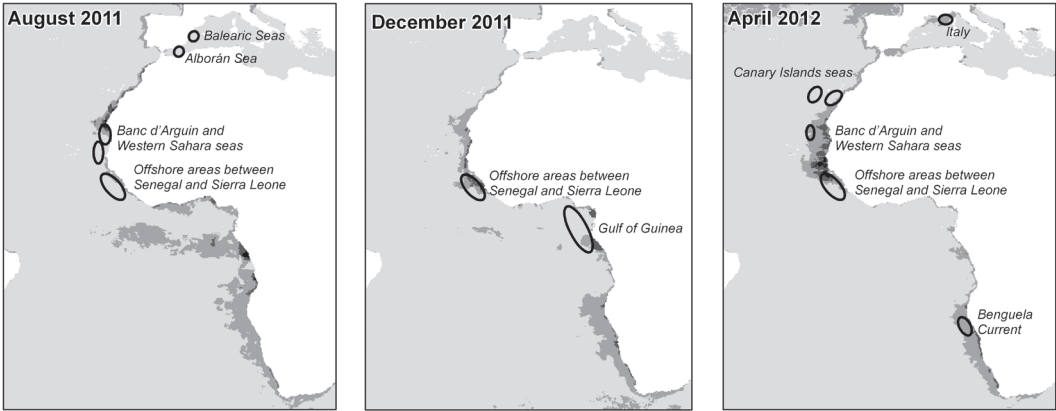 August 2011
Balearic Seas
Alborán Sea
Banc d'Arguin and
Western Sahara seas
Offshore areas between
Senegal and Sierra Leone
December 2011
Offshore areas between
Senegal and Sierra Leone
Gulf of Guinea
April 2012
Italy
Canary Islands seas
Banc d'Arguin and
Western Sahara seas
Offshore areas between
Senegal and Sierra Leone
Benguela
Current